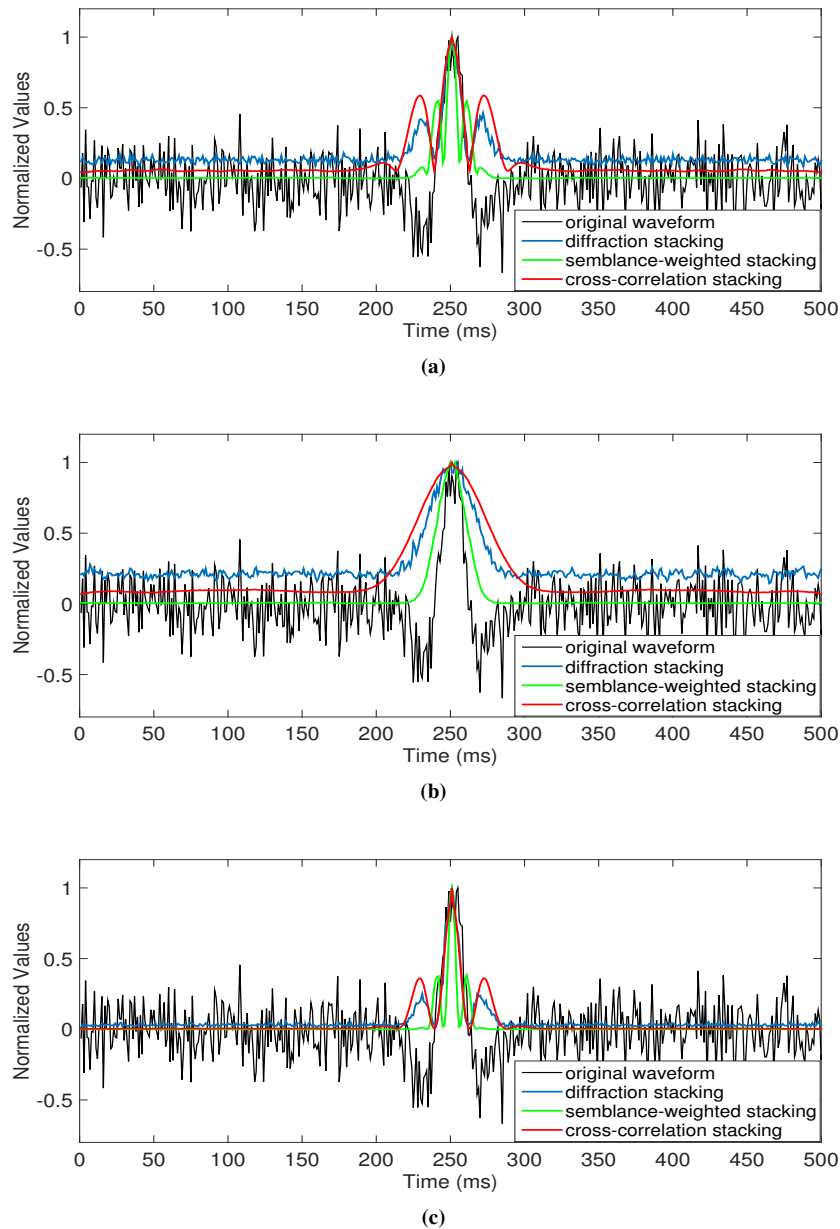 1
0.5
0
-0.5
Normalized Values
original waveform
diffraction stacking
semblance-weighted stacking
cross-correlation stacking
0 50 100 150 200 250 300 350 400 450 500
Time (ms)
(a)
1
0.5
0
-0.5
Normalized Values
original waveform
diffraction stacking
semblance-weighted stacking
cross-correlation stacking
0 50 100 150 200 250 300 350 400 450 500
Time (ms)
(b)
1
0.5
0
-0.5
Normalized Values
original waveform
diffraction stacking
semblance-weighted stacking
cross-correlation stacking
0 50 100 150 200 250 300 350 400 450 500
Time (ms)
(c)